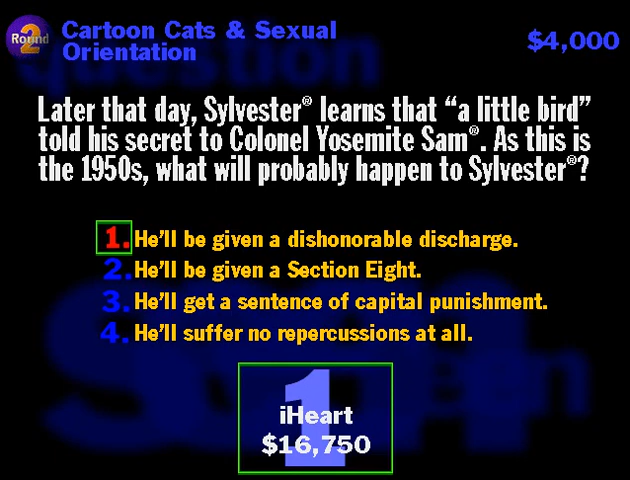 Round 2
Cartoon Cats & Sexual
Orientation
$4,000
Later that day, Sylvester® learns that “a little bird”
told his secret to Colonel Yosemite Sam®. As this is
the 1950s, what will probably happen to Sylvester®?
1. He'll be given a dishonorable discharge.
2. He'll be given a Section Eight.
3. He'll get a sentence of capital punishment.
4. He'll suffer no repercussions at all.
1
iHeart
$16,750